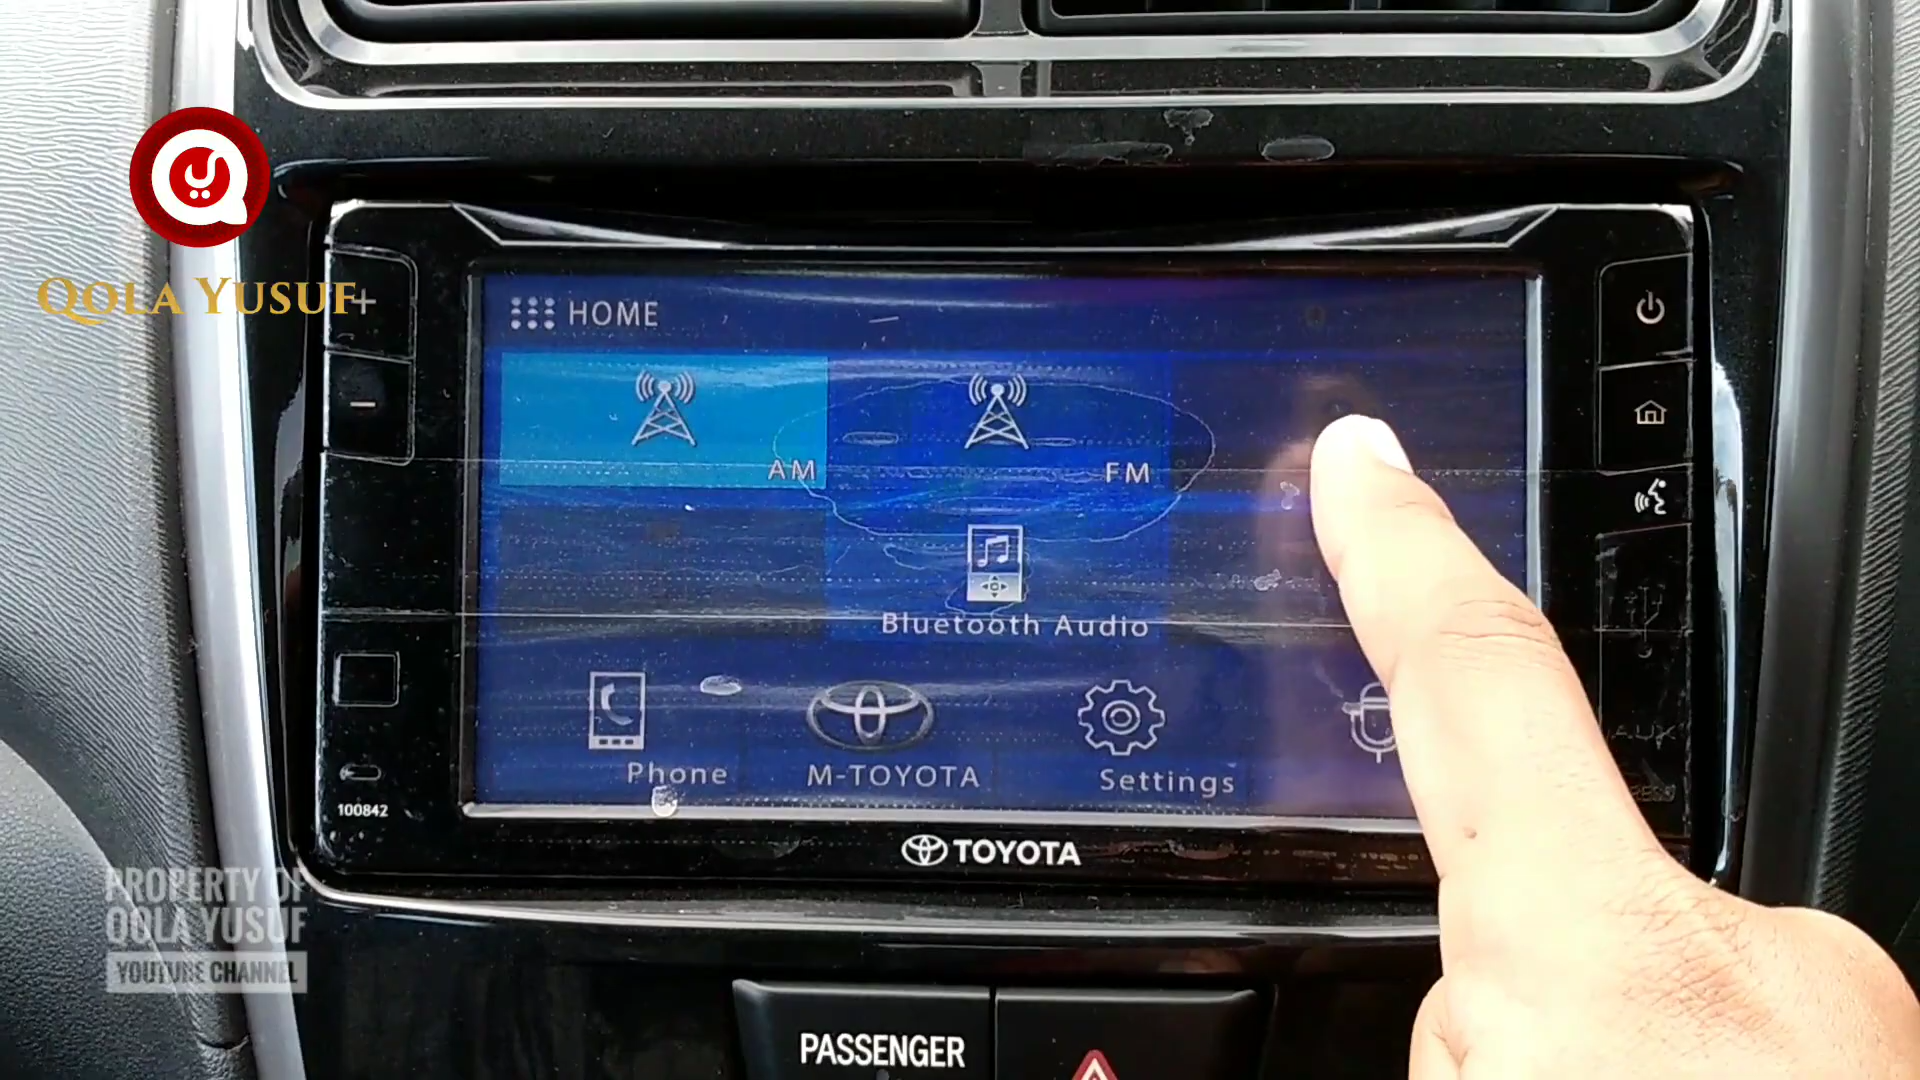 QOLA YUSUF
+
HOME
AM
FM
−
Bluetooth Audio
Phone
M-TOYOTA
Settings
AUX
100842
TOYOTA
PROPERTY OF
QOLA YUSUF
YOUTUBE CHANNEL
PASSENGER